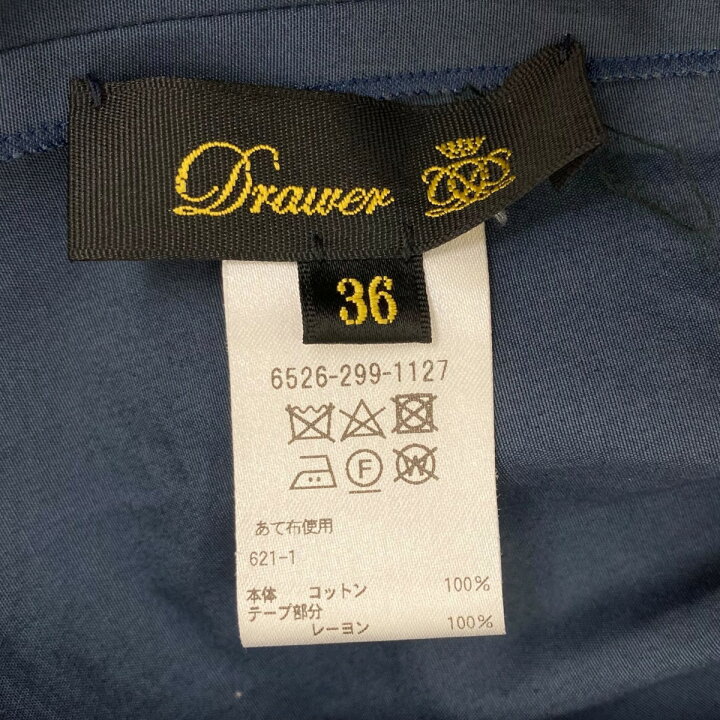 Drawer
36
6526-299-1127
F W
あて布使用
621-1
本体 コットン 100%
テープ部分
レーヨン 100%